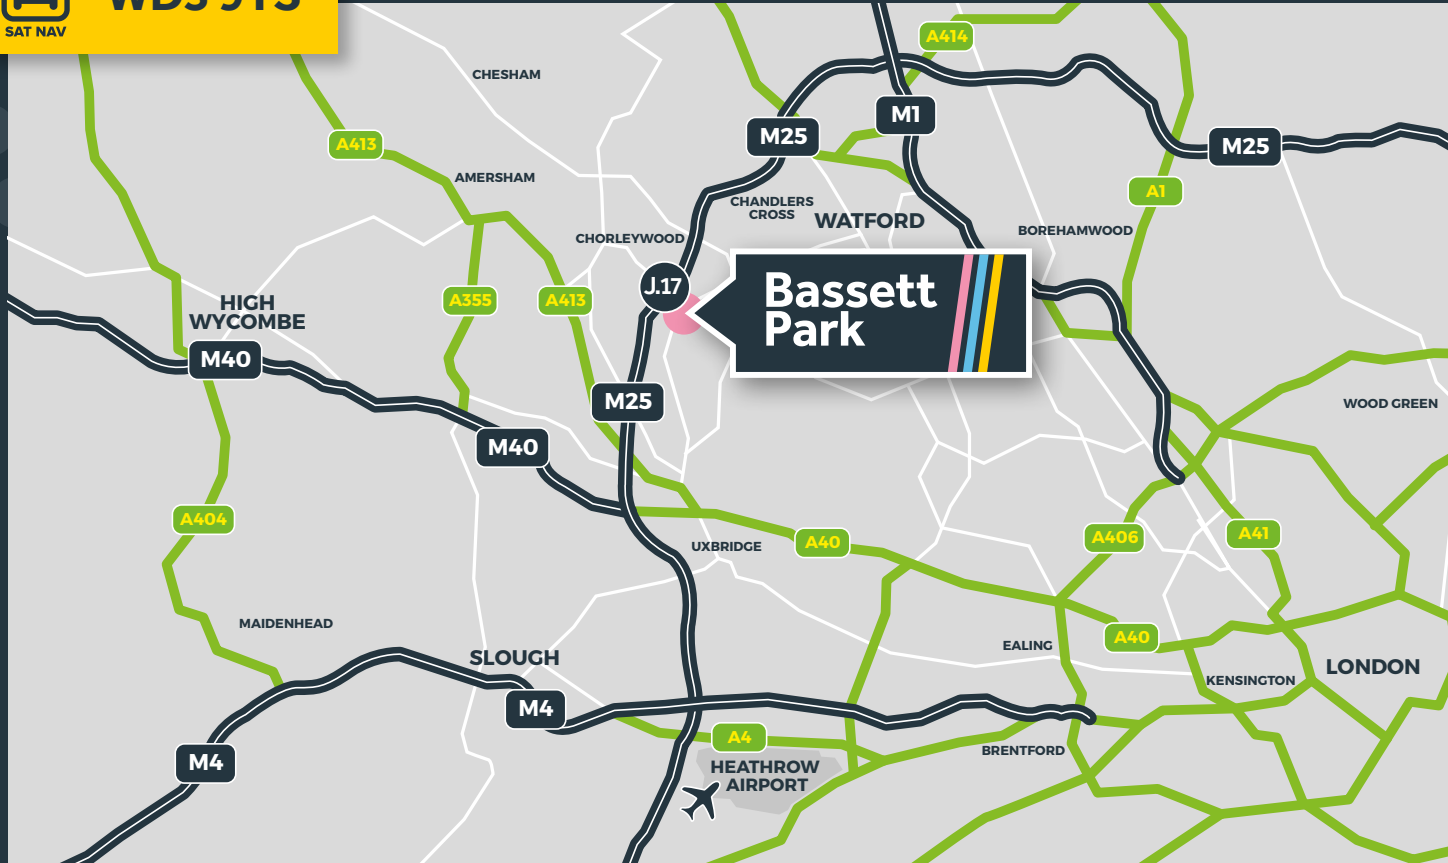 SAT NAV
A414
CHESHAM
M1
M25
A413
M25
AMERSHAM
A1
CHANDLERS
CROSS
WATFORD
BOREHAMWOOD
CHORLEYWOOD
J.17
Bassett
Park
A355
A413
HIGH
WYCOMBE
M40
M25
WOOD GREEN
M40
A404
A40
UXBRIDGE
A406
A41
MAIDENHEAD
A40
EALING
SLOUGH
LONDON
KENSINGTON
M4
A4
BRENTFORD
M4
HEATHROW
AIRPORT